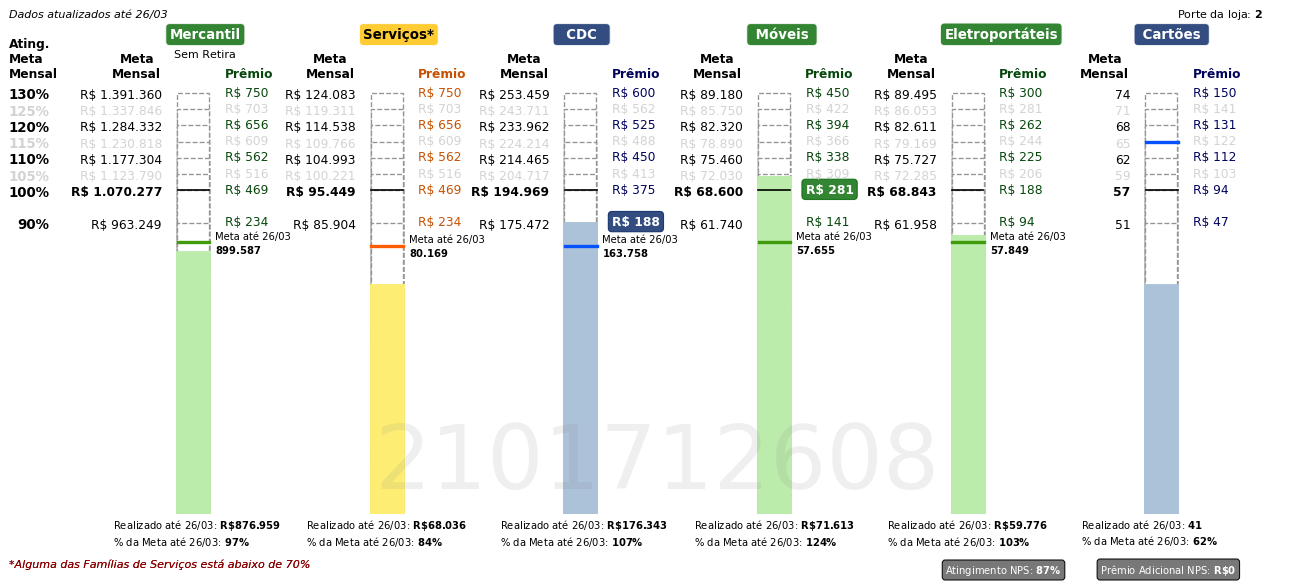 Dados atualizados até 26/03
Porte da loja: 2
Mercantil Serviços* CDC Móveis Eletroportáteis Cartões
Sem Retira
Ating. Meta Mensal
Meta Mensal Prêmio Meta Mensal Prêmio Meta Mensal Prêmio Meta Mensal Prêmio Meta Mensal Prêmio Meta Mensal Prêmio
130% R$ 1.391.360 R$ 750 R$ 124.083 R$ 750 R$ 253.459 R$ 600 R$ 89.180 R$ 450 R$ 89.495 R$ 300 74 R$ 150
125% R$ 1.337.846 R$ 703 R$ 119.311 R$ 703 R$ 243.711 R$ 562 R$ 85.750 R$ 422 R$ 86.053 R$ 281 71 R$ 141
120% R$ 1.284.332 R$ 656 R$ 114.538 R$ 656 R$ 233.962 R$ 525 R$ 82.320 R$ 394 R$ 82.611 R$ 262 68 R$ 131
115% R$ 1.230.818 R$ 609 R$ 109.766 R$ 609 R$ 224.214 R$ 488 R$ 78.890 R$ 366 R$ 79.169 R$ 244 65 R$ 122
110% R$ 1.177.304 R$ 562 R$ 104.993 R$ 562 R$ 214.465 R$ 450 R$ 75.460 R$ 338 R$ 75.727 R$ 225 62 R$ 112
105% R$ 1.123.790 R$ 516 R$ 100.221 R$ 516 R$ 204.717 R$ 413 R$ 72.030 R$ 309 R$ 72.285 R$ 206 59 R$ 103
100% R$ 1.070.277 R$ 469 R$ 95.449 R$ 469 R$ 194.969 R$ 375 R$ 68.600 R$ 281 R$ 68.843 R$ 188 57 R$ 94
90% R$ 963.249 R$ 234 R$ 85.904 R$ 234 R$ 175.472 R$ 188 R$ 61.740 R$ 141 R$ 61.958 R$ 94 51 R$ 47
Meta até 26/03 Meta até 26/03 Meta até 26/03 Meta até 26/03 Meta até 26/03
899.587 80.169 163.758 57.655 57.849
2101712608
Realizado até 26/03: R$876.959 Realizado até 26/03: R$68.036 Realizado até 26/03: R$176.343 Realizado até 26/03: R$71.613 Realizado até 26/03: R$59.776 Realizado até 26/03: 41
% da Meta até 26/03: 97% % da Meta até 26/03: 84% % da Meta até 26/03: 107% % da Meta até 26/03: 124% % da Meta até 26/03: 103% % da Meta até 26/03: 62%
*Alguma das Famílias de Serviços está abaixo de 70%
Atingimento NPS: 87% Prêmio Adicional NPS: R$0